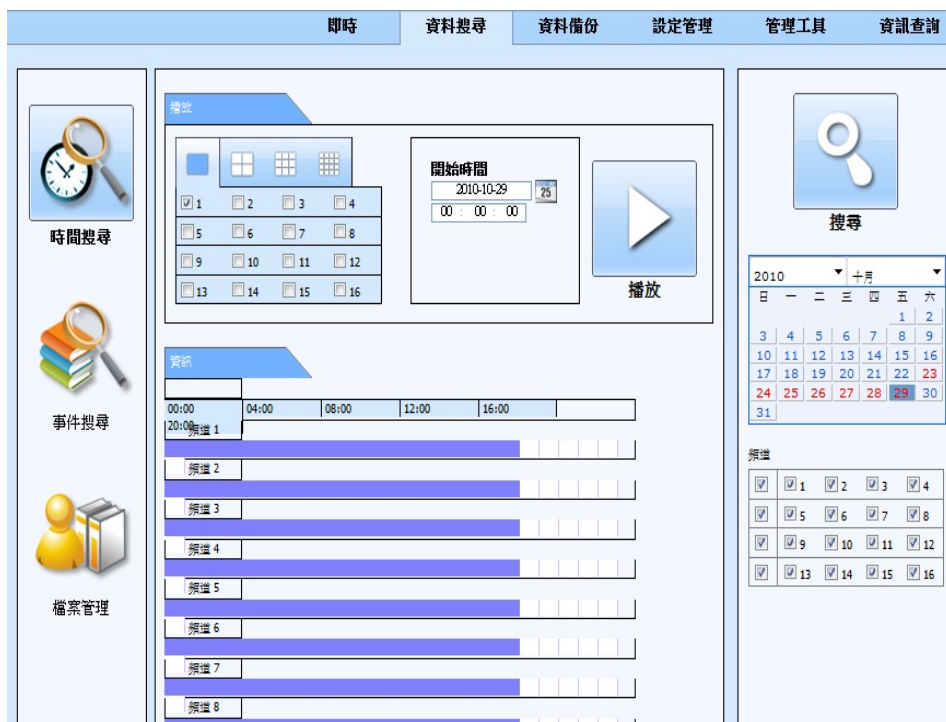 即時 資料搜尋 資料備份 設定管理 管理工具 資訊查詢
時間搜尋
事件搜尋
檔案管理
播放
1 2 3 4
5 6 7 8
9 10 11 12
13 14 15 16
開始時間
2010-10-29
25
00 : 00 : 00
播放
資訊
00:00 04:00 08:00 12:00 16:00
20:00
頻道 1
頻道 2
頻道 3
頻道 4
頻道 5
頻道 6
頻道 7
頻道 8
搜尋
2010 十月
日 一 二 三 四 五 六
1 2
3 4 5 6 7 8 9
10 11 12 13 14 15 16
17 18 19 20 21 22 23
24 25 26 27 28 29 30
31
頻道
1 2 3 4
5 6 7 8
9 10 11 12
13 14 15 16